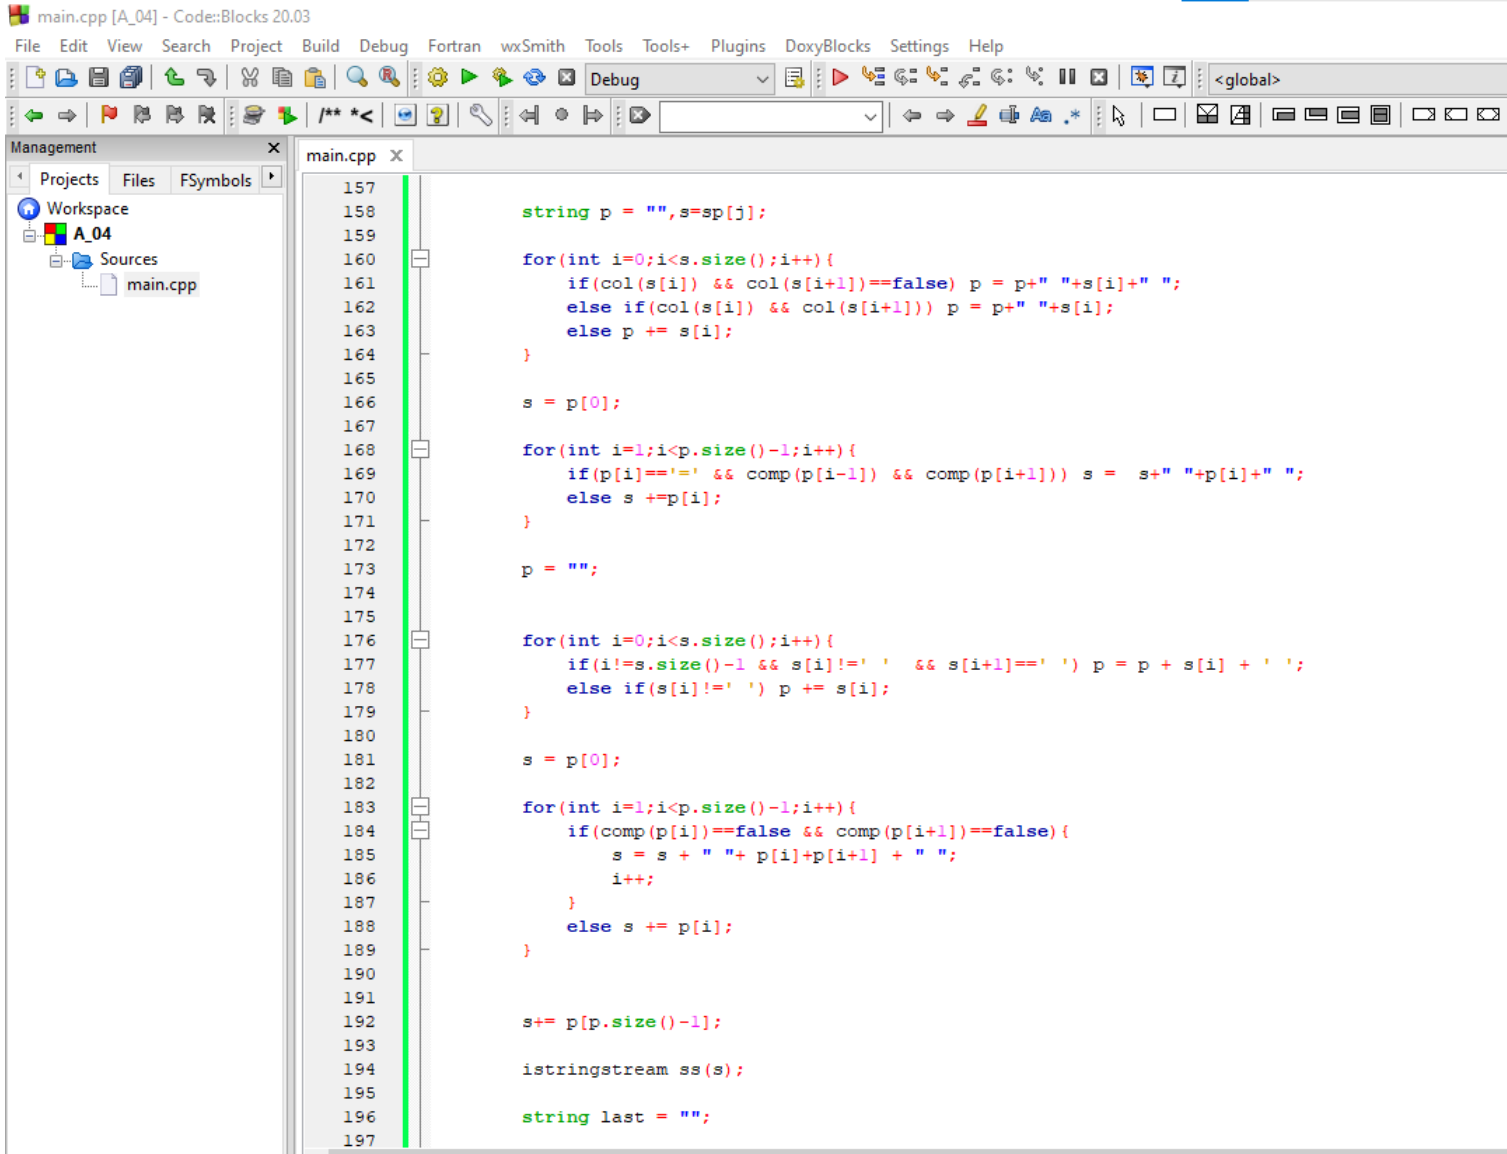 main.cpp [A_04] - Code::Blocks 20.03
File Edit View Search Project Build Debug Fortran wxSmith Tools Tools+ Plugins DoxyBlocks Settings Help
Debug
<global>
/** *<
Aa .*
Management
main.cpp
Projects Files FSymbols
Workspace
A_04
Sources
main.cpp
157
158 string p = "",s=sp[j];
159
160 for(int i=0;i<s.size();i++){
161 if(col(s[i]) && col(s[i+1])==false) p = p+" "+s[i]+" ";
162 else if(col(s[i]) && col(s[i+1])) p = p+" "+s[i];
163 else p += s[i];
164 }
165
166 s = p[0];
167
168 for(int i=1;i<p.size()-1;i++){
169 if(p[i]=='=' && comp(p[i-1]) && comp(p[i+1])) s =  s+" "+p[i]+" ";
170 else s +=p[i];
171 }
172
173 p = "";
174
175
176 for(int i=0;i<s.size();i++){
177 if(i!=s.size()-1 && s[i]!=' '  && s[i+1]==' ') p = p + s[i] + ' ';
178 else if(s[i]!=' ') p += s[i];
179 }
180
181 s = p[0];
182
183 for(int i=1;i<p.size()-1;i++){
184 if(comp(p[i])==false && comp(p[i+1])==false){
185 s = s + " "+ p[i]+p[i+1] + " ";
186 i++;
187 }
188 else s += p[i];
189 }
190
191
192 s+= p[p.size()-1];
193
194 istringstream ss(s);
195
196 string last = "";
197